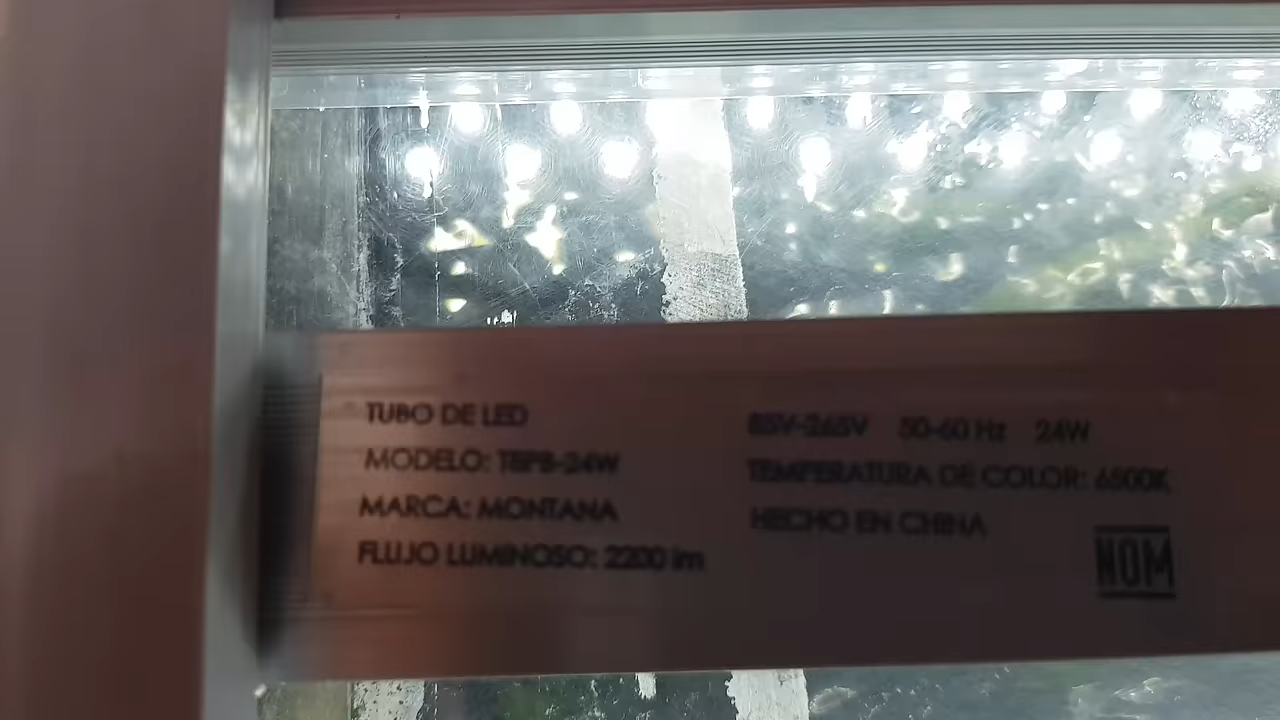 TUBO DE LED
MODELO: T8PB-24W
MARCA: MONTANA
FLUJO LUMINOSO: 2200 lm
85V-265V 50-60 Hz 24W
TEMPERATURA DE COLOR: 6500K
HECHO EN CHINA
NOM